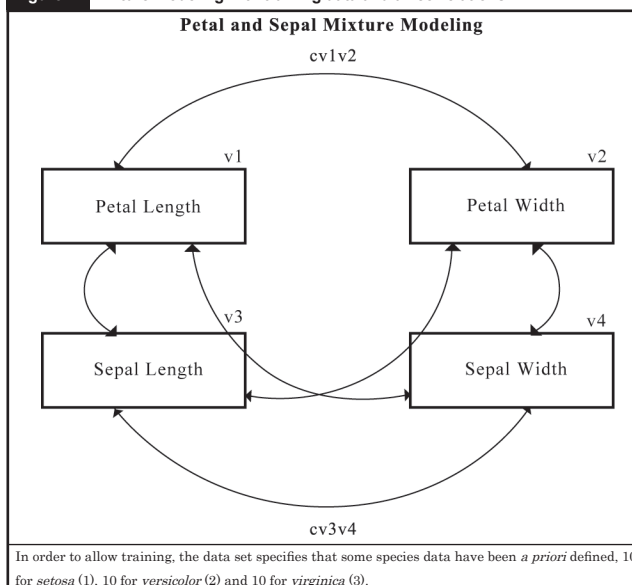 Petal and Sepal Mixture Modeling
cv1v2
v1
v2
Petal Length
Petal Width
v3
v4
Sepal Length
Sepal Width
cv3v4
In order to allow training, the data set specifies that some species data have been a priori defined, 10
for setosa (1), 10 for versicolor (2) and 10 for virginica (3).